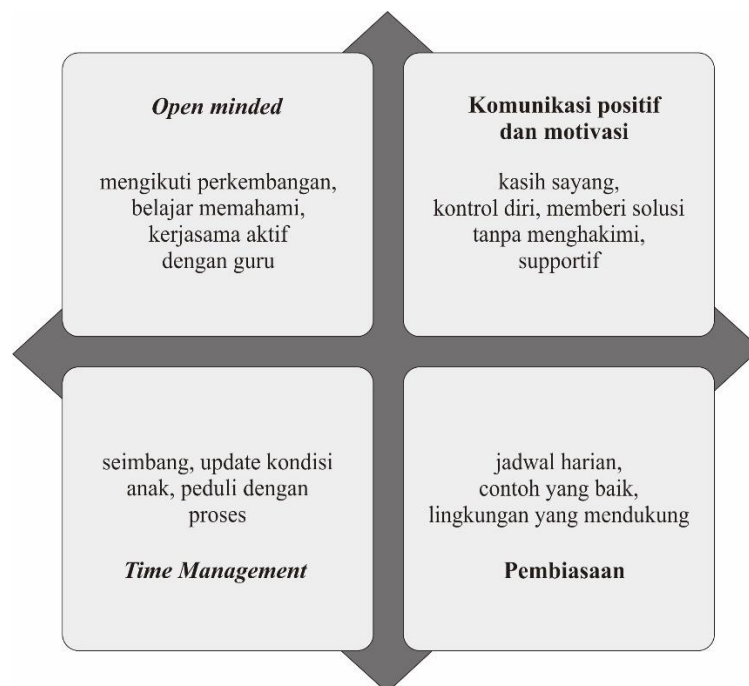 Open minded
mengikuti perkembangan,
belajar memahami,
kerjasama aktif
dengan guru
Komunikasi positif
dan motivasi
kasih sayang,
kontrol diri, memberi solusi
tanpa menghakimi,
supportif
seimbang, update kondisi
anak, peduli dengan
proses
Time Management
jadwal harian,
contoh yang baik,
lingkungan yang mendukung
Pembiasaan